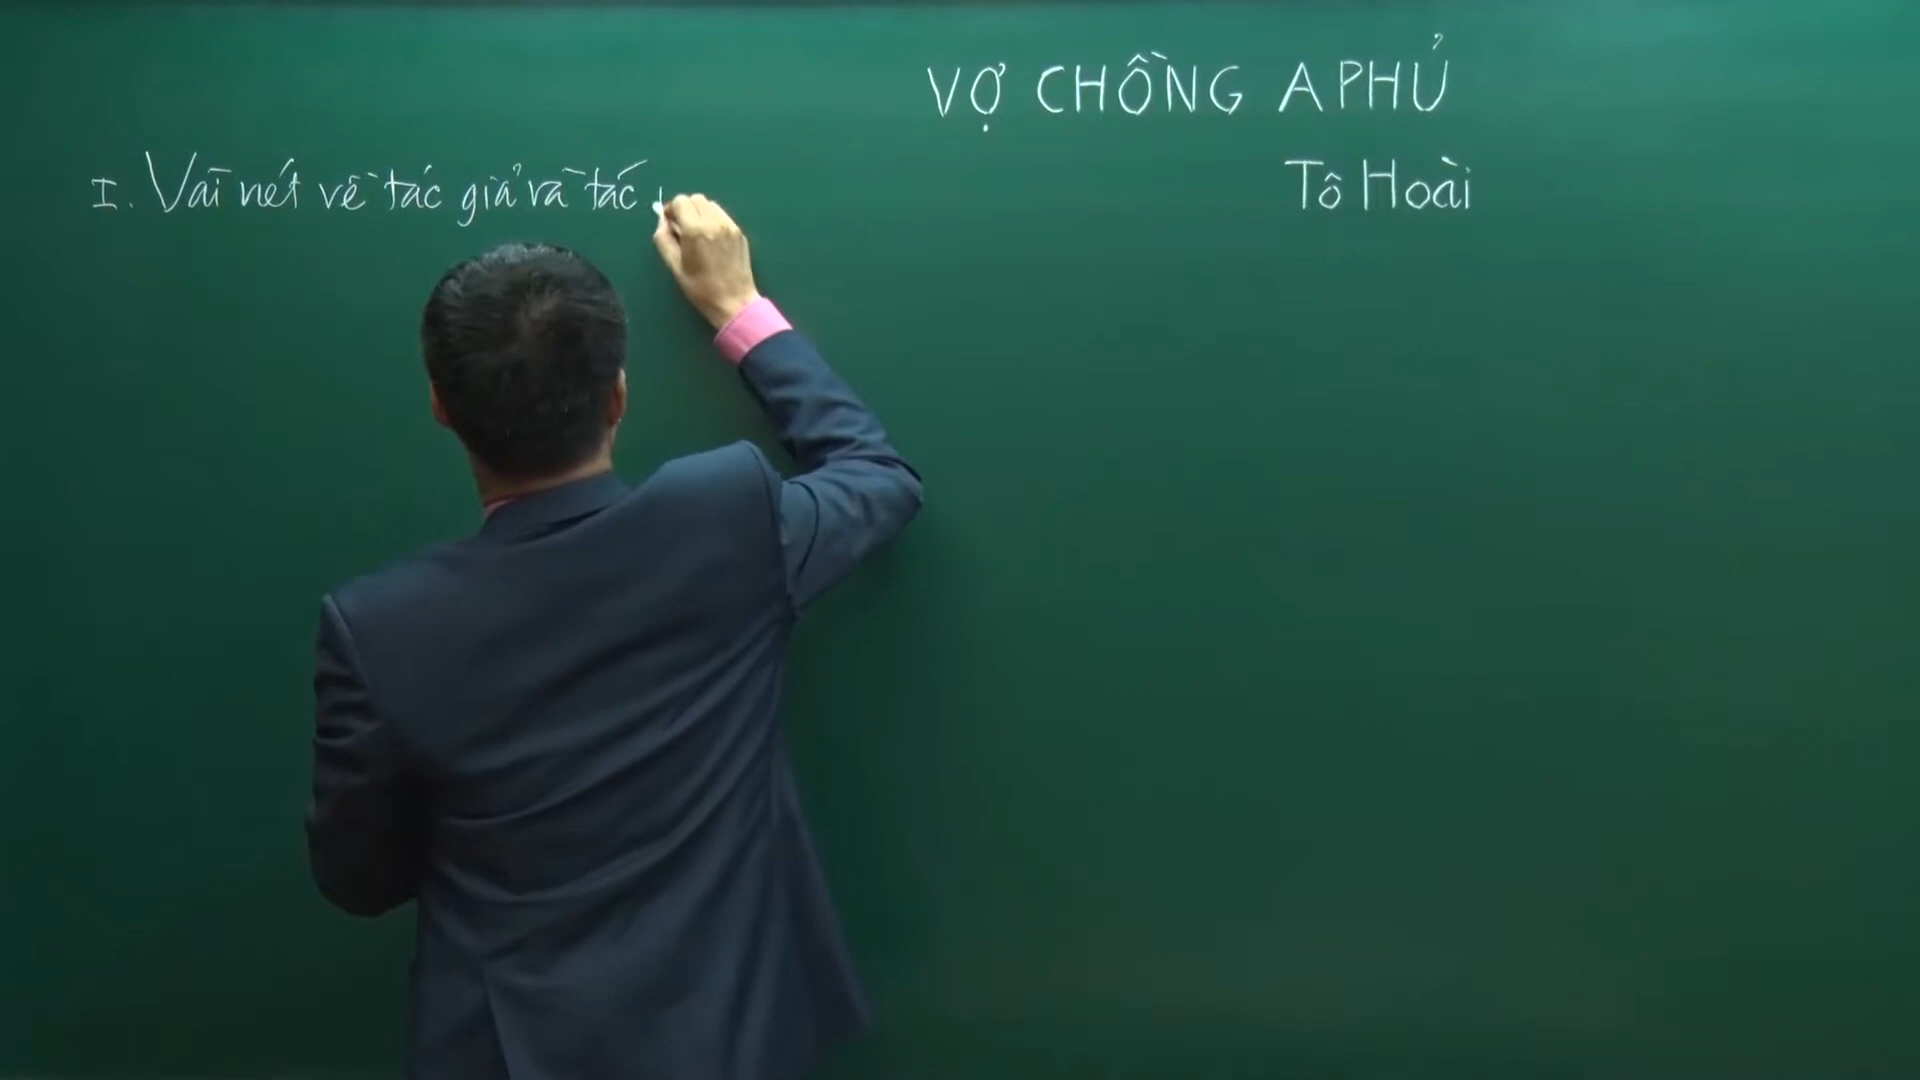 VỢ CHỒNG A PHỦ
Tô Hoài
I. Vài nét về tác giả và tác